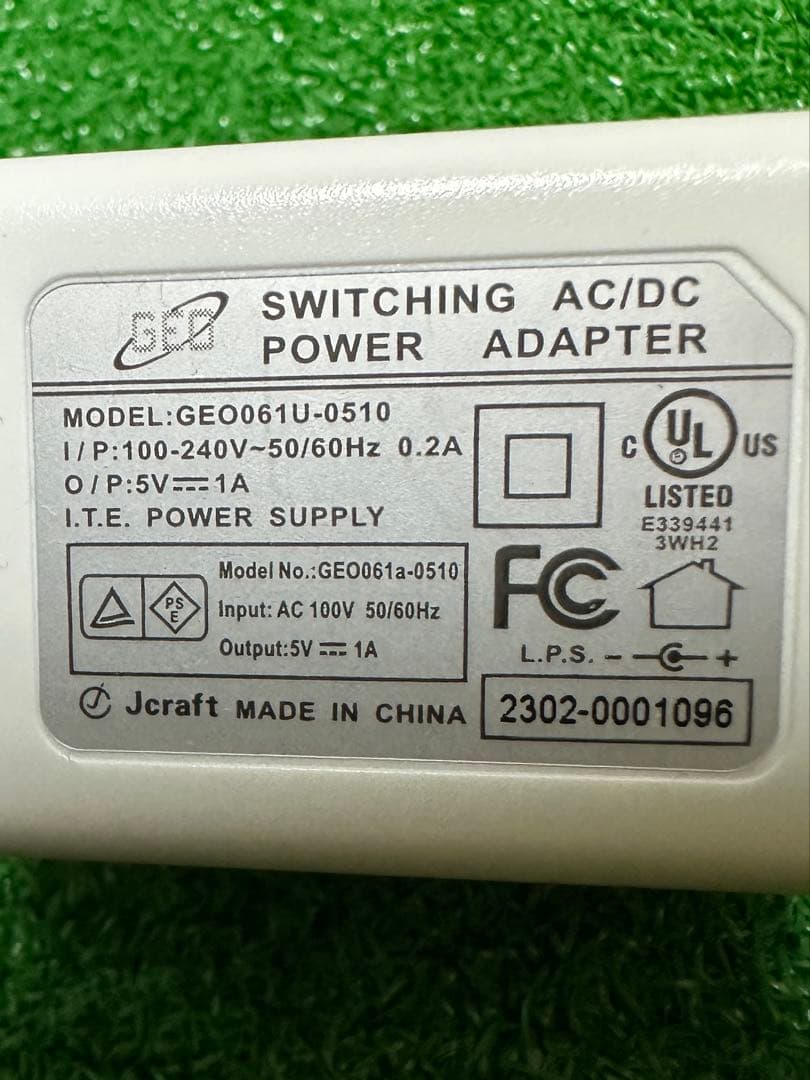 GEO
SWITCHING AC/DC
POWER ADAPTER
MODEL:GEO061U-0510
I/P:100-240V~50/60Hz 0.2A
O/P:5V⎓1A
I.T.E. POWER SUPPLY
C UL US
LISTED
E339441
3WH2
PS
E
Model No.:GEO061a-0510
Input: AC 100V 50/60Hz
Output:5V⎓1A
FC
L.P.S. - +
Jcraft MADE IN CHINA
2302-0001096